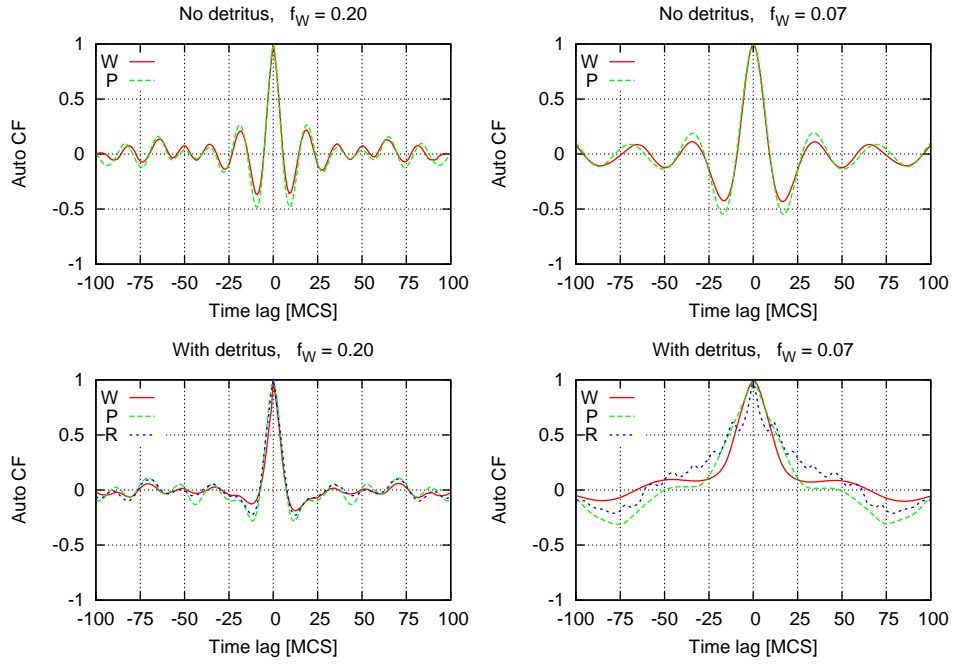 No detritus, f_W = 0.20
W
P
Auto CF
1
0.5
0
-0.5
-1
-100 -75 -50 -25 0 25 50 75 100
Time lag [MCS]
No detritus, f_W = 0.07
W
P
Auto CF
1
0.5
0
-0.5
-1
-100 -75 -50 -25 0 25 50 75 100
Time lag [MCS]
With detritus, f_W = 0.20
W
P
R
Auto CF
1
0.5
0
-0.5
-1
-100 -75 -50 -25 0 25 50 75 100
Time lag [MCS]
With detritus, f_W = 0.07
W
P
R
Auto CF
1
0.5
0
-0.5
-1
-100 -75 -50 -25 0 25 50 75 100
Time lag [MCS]